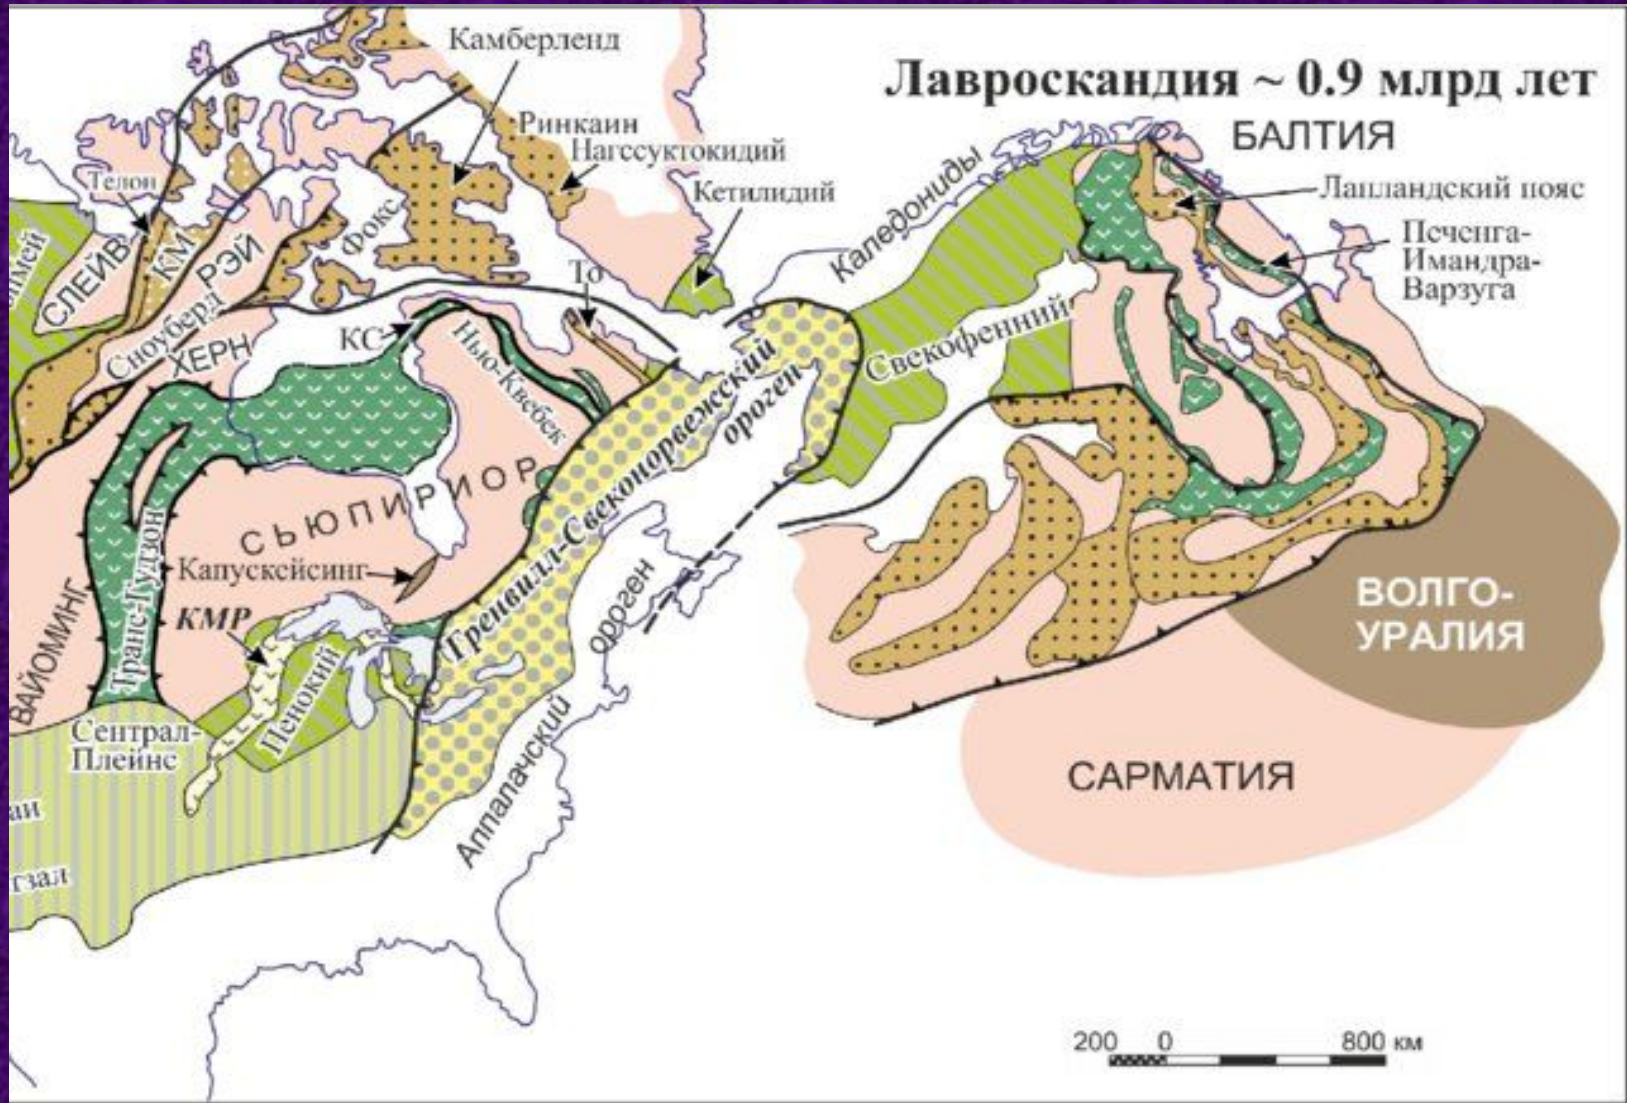 Лавроскандия ~ 0.9 млрд лет
Камберленд
БАЛТИЯ
Ринкаин
Нагссуктокидий
Каледониды
Телон
Кетилидий
Лапландский пояс
СЛЕЙВ
КМ
РЭЙ
Фокс
То
Печенга-
Имандра-
Варзуга
Сноуберд
ХЕРН
КС
Нью-Квебек
Свекофенний
Гренвилл-Свеконорвежский
ороген
СЬЮПИРИОР
Капускейсинг
КМР
ВАЙОМИНГ
Транс-Гудзон
Пенокий
Сентрал-
Плейнс
Аппалачский
ороген
ВОЛГО-
УРАЛИЯ
САРМАТИЯ
200 0 800 км